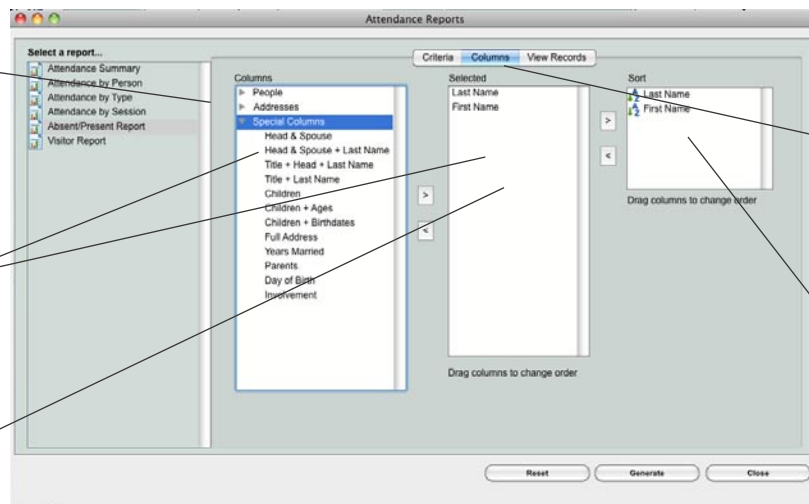 Attendance Reports
Select a report...
Attendance Summary
Attendance by Person
Attendance by Type
Attendance by Session
Absent/Present Report
Visitor Report
Criteria
Columns
View Records
Columns
People
Addresses
Special Columns
Head & Spouse
Head & Spouse + Last Name
Title + Head + Last Name
Title + Last Name
Children
Children + Ages
Children + Birthdates
Full Address
Years Married
Parents
Day of Birth
Involvement
>
<
Selected
Last Name
First Name
Drag columns to change order
>
<
Sort
Last Name
First Name
Drag columns to change order
Reset
Generate
Close